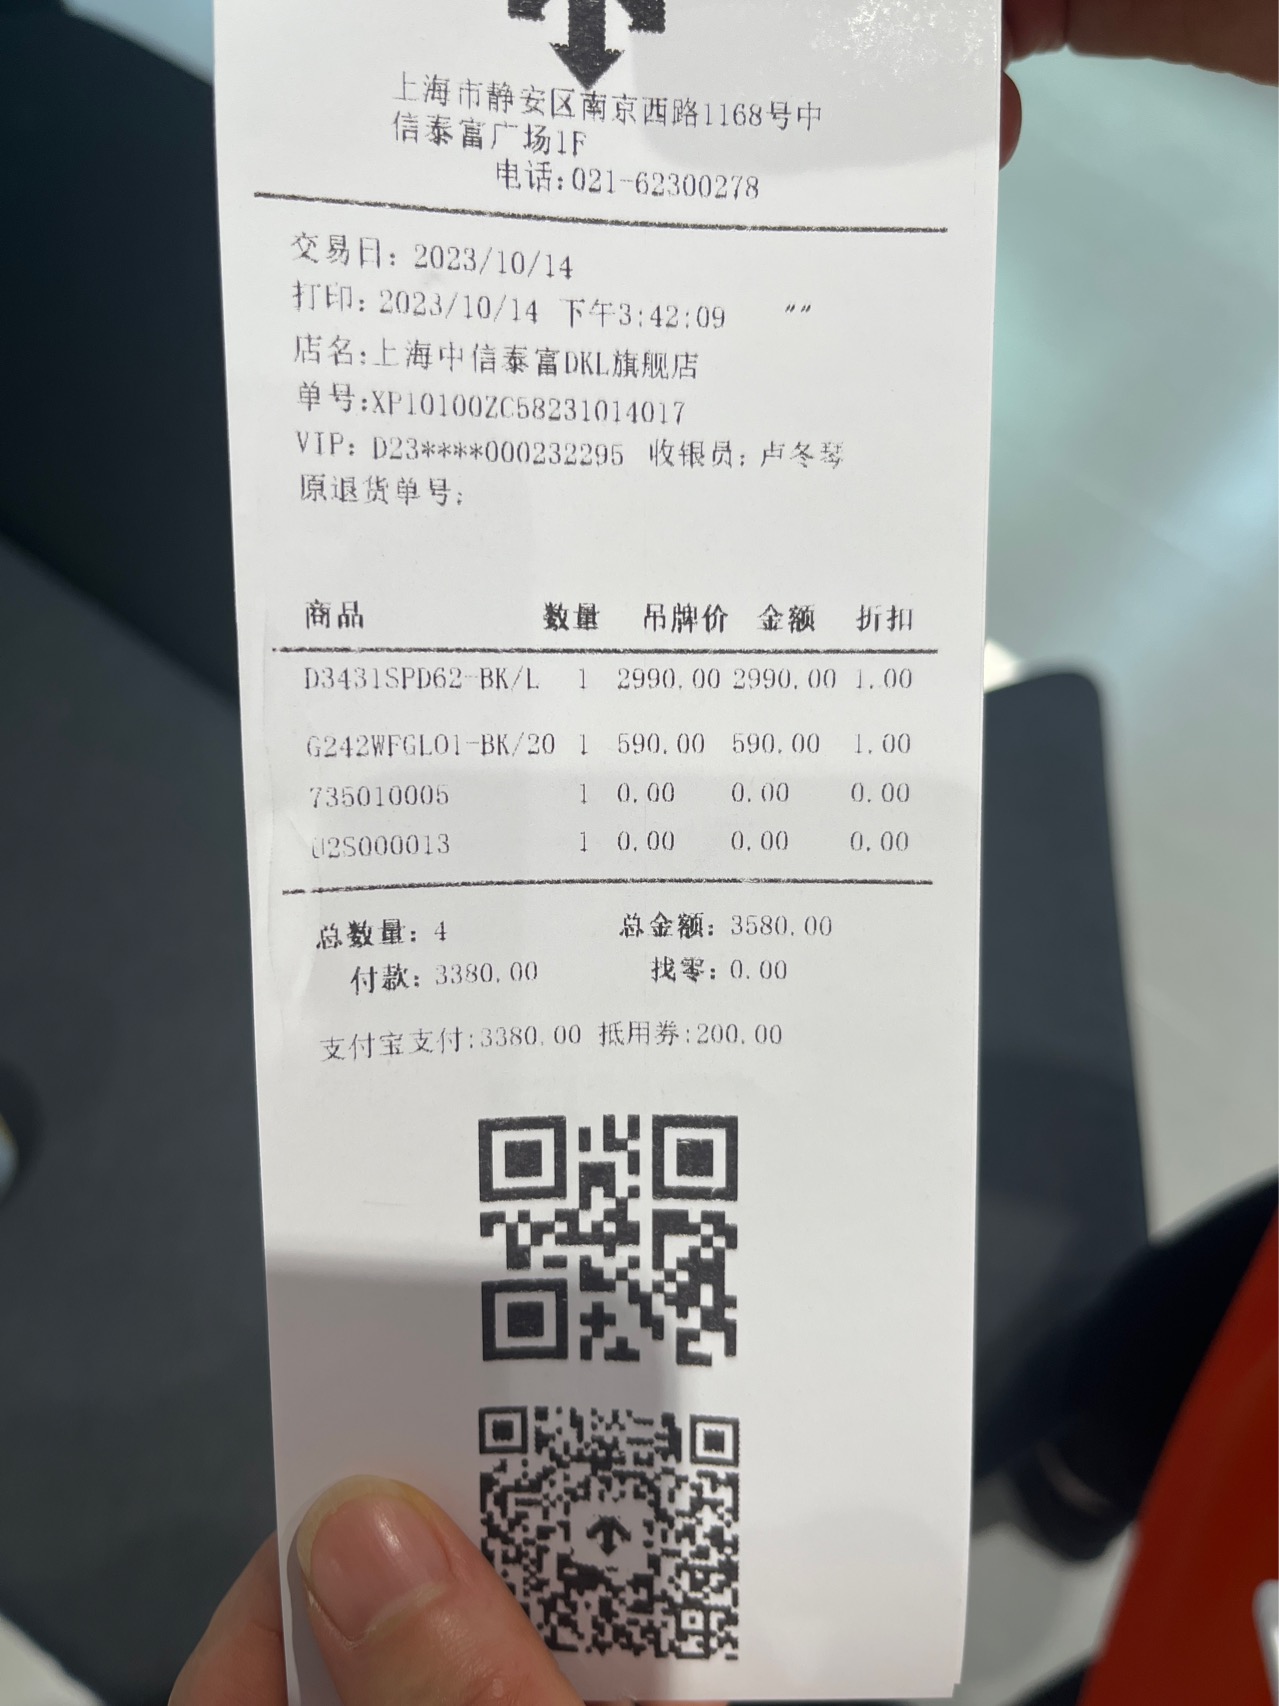 上海市静安区南京西路1168号中
信泰富广场1F
电话:021-62300278
交易日: 2023/10/14
打印: 2023/10/14 下午3:42:09 ""
店名:上海中信泰富DKL旗舰店
单号:XP10100ZC58231014017
VIP: D23****000232295 收银员: 卢冬琴
原退货单号:
商品 数量 吊牌价 金额 折扣
D3431SPD62-BK/L 1 2990.00 2990.00 1.00
G242WFGL01-BK/20 1 590.00 590.00 1.00
735010005 1 0.00 0.00 0.00
U2S000013 1 0.00 0.00 0.00
总数量: 4 总金额: 3580.00
付款: 3380.00 找零: 0.00
支付宝支付:3380.00 抵用券:200.00